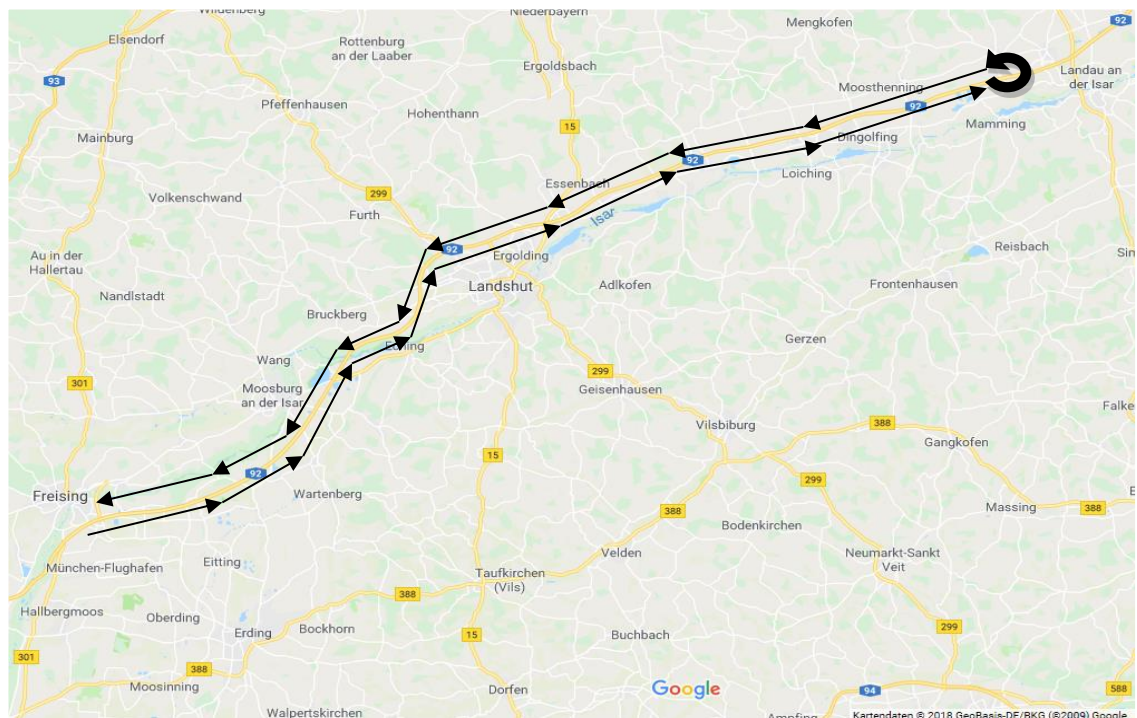 Wildenberg
Niederbayern
Mengkofen
92
Elsendorf
Rottenburg
an der Laaber
Ergoldsbach
Landau an
der Isar
93
Moosthenning
Pfeffenhausen
Hohenthann
92
Mamming
15
Mainburg
Dingolfing
92
Loiching
Essenbach
Volkenschwand
299
Furth
Isar
Reisbach
92
Au in der
Hallertau
Ergolding
Sim
Landshut
Adlkofen
Frontenhausen
Nandlstadt
Bruckberg
Gerzen
Wang
299
301
Moosburg
an der Isar
Geisenhausen
Falke
Vilsbiburg
388
Gangkofen
15
92
299
Freising
Wartenberg
Massing
388
388
Bodenkirchen
Velden
Neumarkt-Sankt
Veit
Eitting
München-Flughafen
Taufkirchen
(Vils)
388
Hallbergmoos
Oberding
Erding
Bockhorn
15
Buchbach
299
301
388
Moosinning
Dorfen
Google
94
588
Walpertskirchen
Ampfing
Kartendaten © 2018 GeoBasis-DE/BKG (©2009) Google